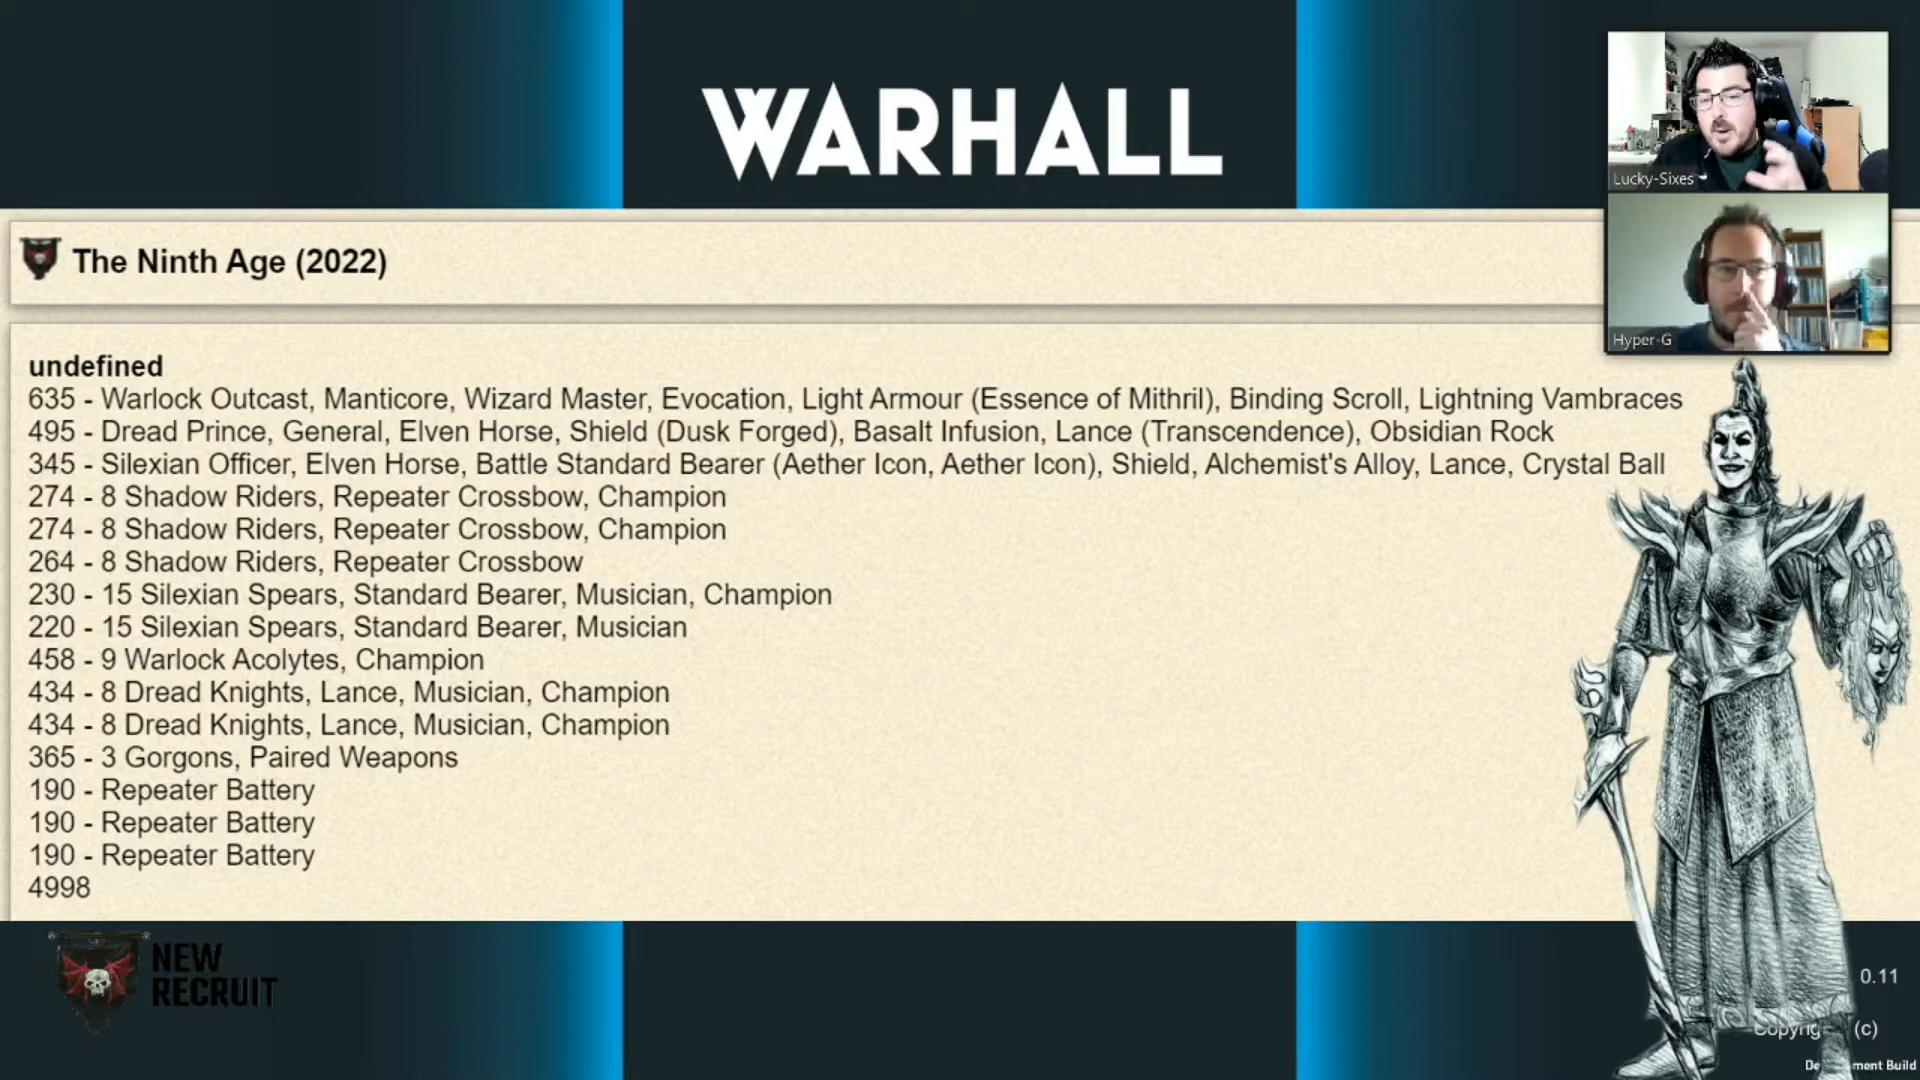 WARHALL
Lucky-Sixes
The Ninth Age (2022)
Hyper-G
undefined
635 - Warlock Outcast, Manticore, Wizard Master, Evocation, Light Armour (Essence of Mithril), Binding Scroll, Lightning Vambraces
495 - Dread Prince, General, Elven Horse, Shield (Dusk Forged), Basalt Infusion, Lance (Transcendence), Obsidian Rock
345 - Silexian Officer, Elven Horse, Battle Standard Bearer (Aether Icon, Aether Icon), Shield, Alchemist's Alloy, Lance, Crystal Ball
274 - 8 Shadow Riders, Repeater Crossbow, Champion
274 - 8 Shadow Riders, Repeater Crossbow, Champion
264 - 8 Shadow Riders, Repeater Crossbow
230 - 15 Silexian Spears, Standard Bearer, Musician, Champion
220 - 15 Silexian Spears, Standard Bearer, Musician
458 - 9 Warlock Acolytes, Champion
434 - 8 Dread Knights, Lance, Musician, Champion
434 - 8 Dread Knights, Lance, Musician, Champion
365 - 3 Gorgons, Paired Weapons
190 - Repeater Battery
190 - Repeater Battery
190 - Repeater Battery
4998
NEW
RECRUIT
0.11
(c)
Build